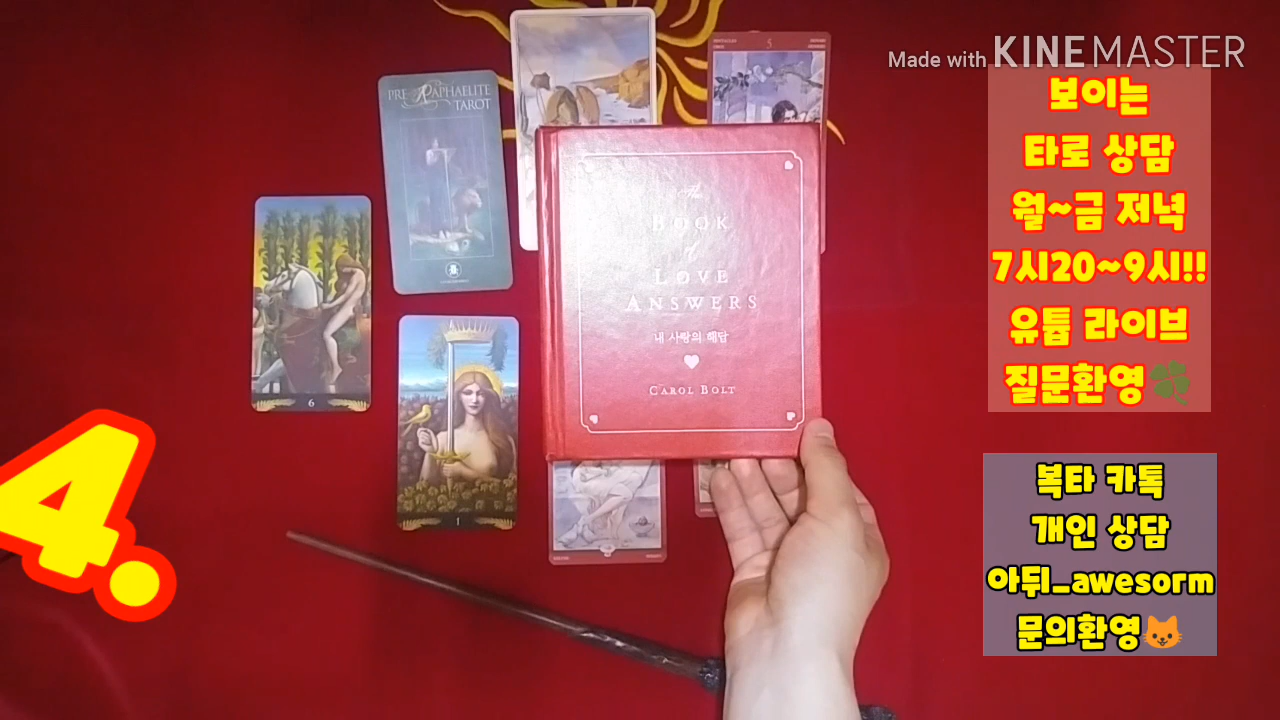 Made with KINEMASTER
보이는
타로 상담
월~금 저녁
7시20~9시!!
유튭 라이브
질문환영🍀
복타 카톡
개인 상담
아뒤_awesorm
문의환영🐱
4.
PRE RAPHAELITE
TAROT
5
The
BOOK
of
LOVE
ANSWERS
내 사랑의 해답
CAROL BOLT
6
1